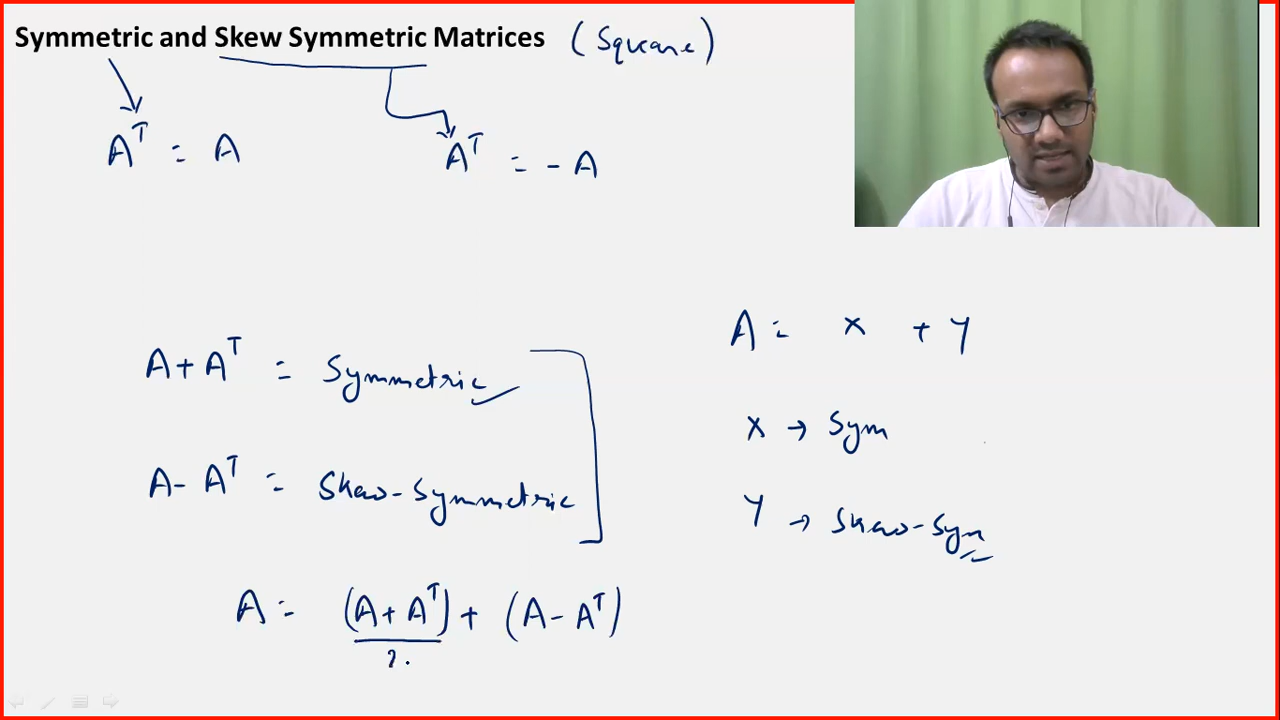 Symmetric and Skew Symmetric Matrices (Square)
Aᵀ = A
Aᵀ = - A
A = X + Y
A + Aᵀ = Symmetric
X → Sym
A - Aᵀ = Skew-Symmetric
Y → Skew-Sym
A = (A + Aᵀ)/2 + (A - Aᵀ)